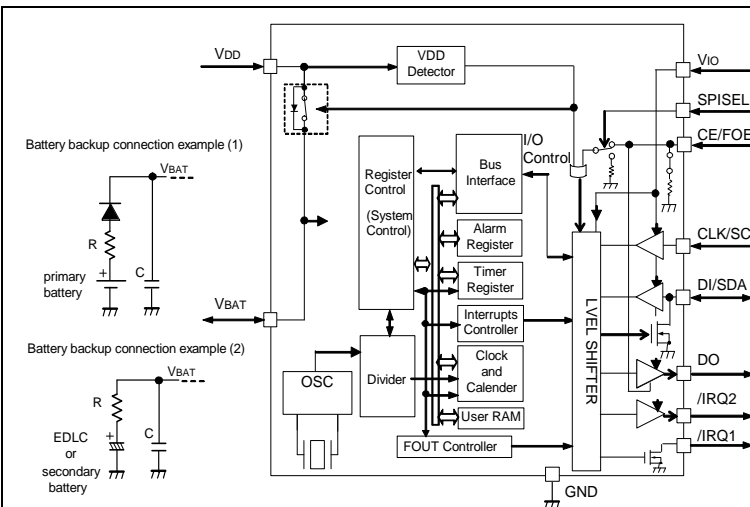 VDD
VDD
Detector
VIO
SPISEL
CE/FOE
I/O
Control
Battery backup connection example (1)
VBAT
R
+
C
primary
battery
Register
Control
(System
Control)
Bus
Interface
Alarm
Register
Timer
Register
Interrupts
Controller
Clock
and
Calender
User RAM
FOUT Controller
CLK/SC
DI/SDA
DO
/IRQ2
/IRQ1
LVEL SHIFTER
VBAT
Battery backup connection example (2)
VBAT
R
+
C
EDLC
or
secondary
battery
OSC
Divider
GND